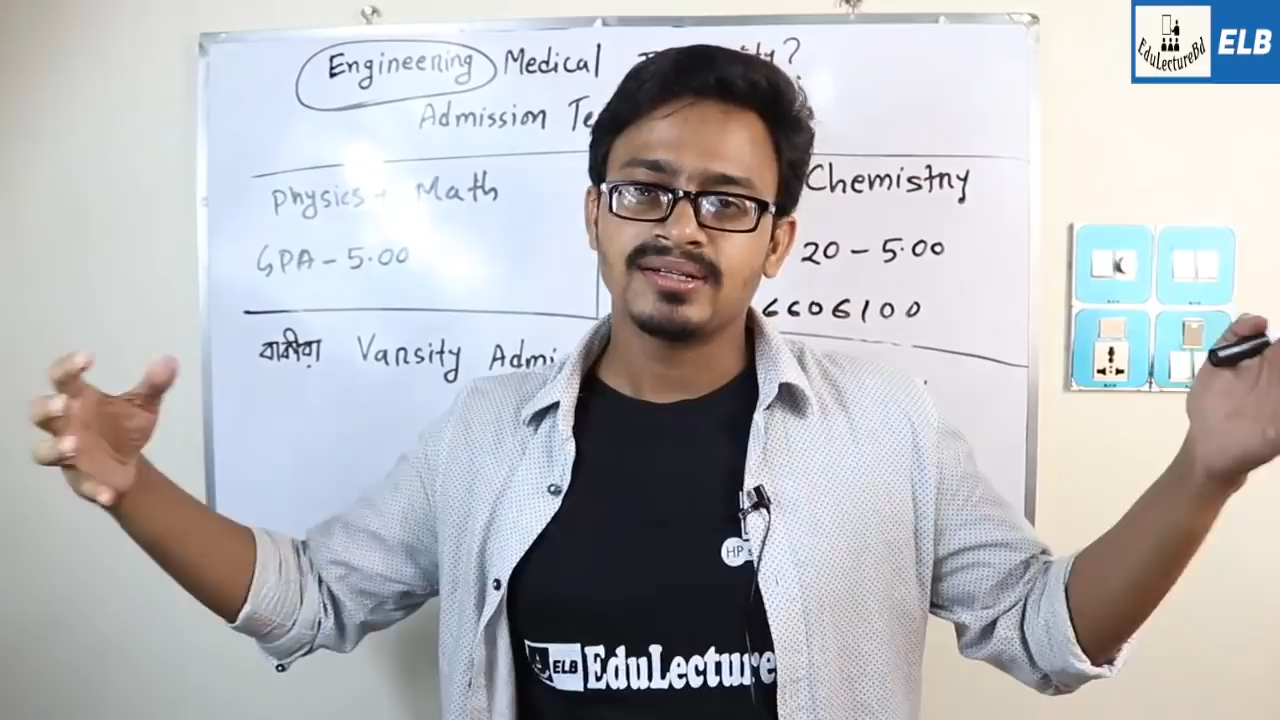 EduLectureBd ELB
Engineering Medical ?
Admission
Physics + Math
Chemistry
GPA - 5.00
20 - 5.00
6606100
বাকীরা Varsity Admi
HP
ELB EduLecture